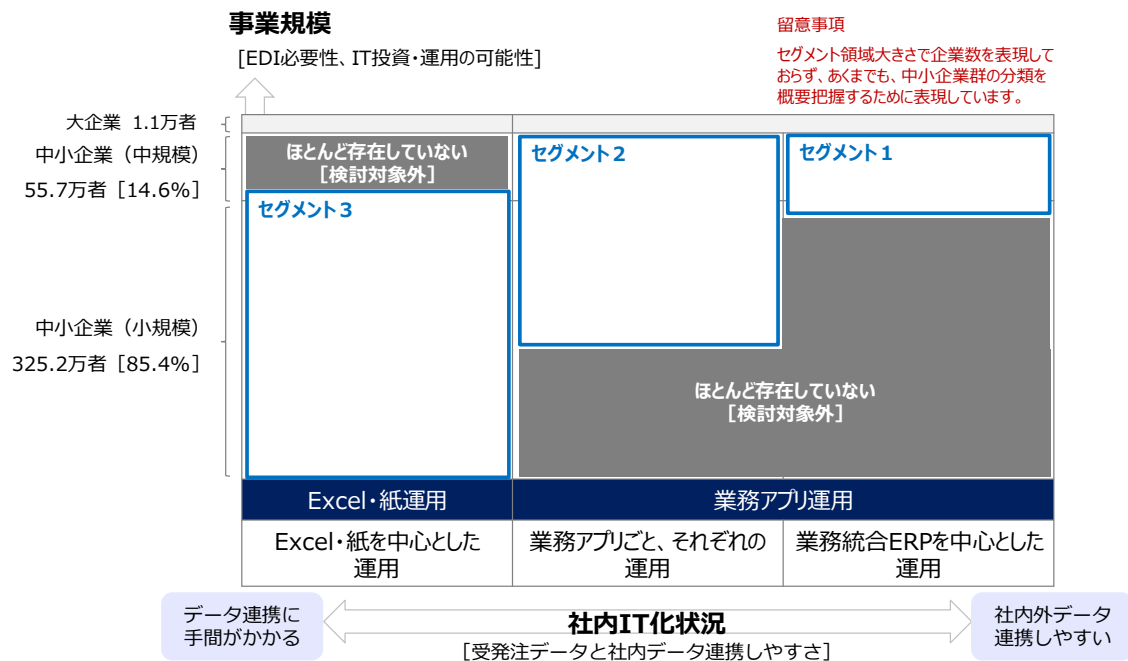 事業規模
[EDI必要性、IT投資・運用の可能性]
留意事項
セグメント領域大きさで企業数を表現して
おらず、あくまでも、中小企業群の分類を
概要把握するために表現しています。
大企業 1.1万者
中小企業（中規模）
55.7万者［14.6%］
ほとんど存在していない
［検討対象外］
セグメント２
セグメント１
セグメント３
中小企業（小規模）
325.2万者［85.4%］
ほとんど存在していない
［検討対象外］
Excel・紙運用
業務アプリ運用
Excel・紙を中心とした
運用
業務アプリごと、それぞれの
運用
業務統合ERPを中心とした
運用
データ連携に
手間がかかる
社内IT化状況
[受発注データと社内データ連携しやすさ]
社内外データ
連携しやすい